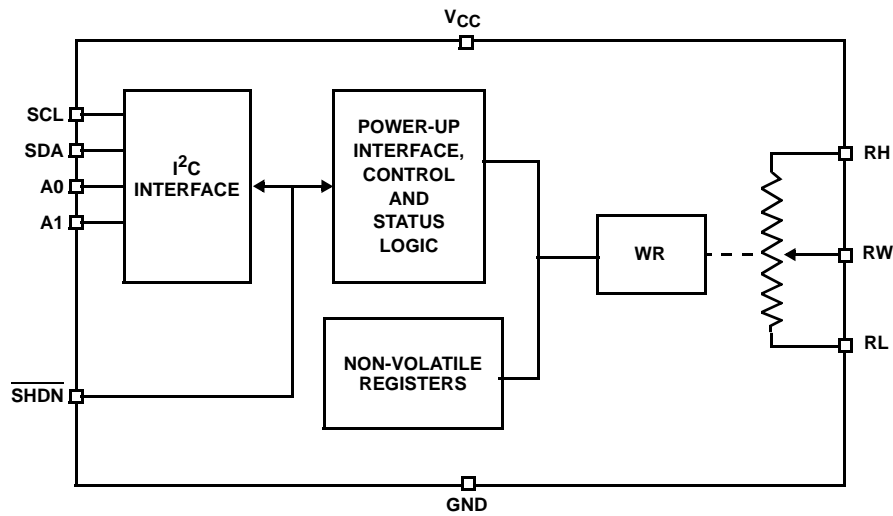 VCC
SCL
SDA
A0
A1
I2C
INTERFACE
POWER-UP
INTERFACE,
CONTROL
AND
STATUS
LOGIC
WR
RH
RW
RL
NON-VOLATILE
REGISTERS
SHDN
GND